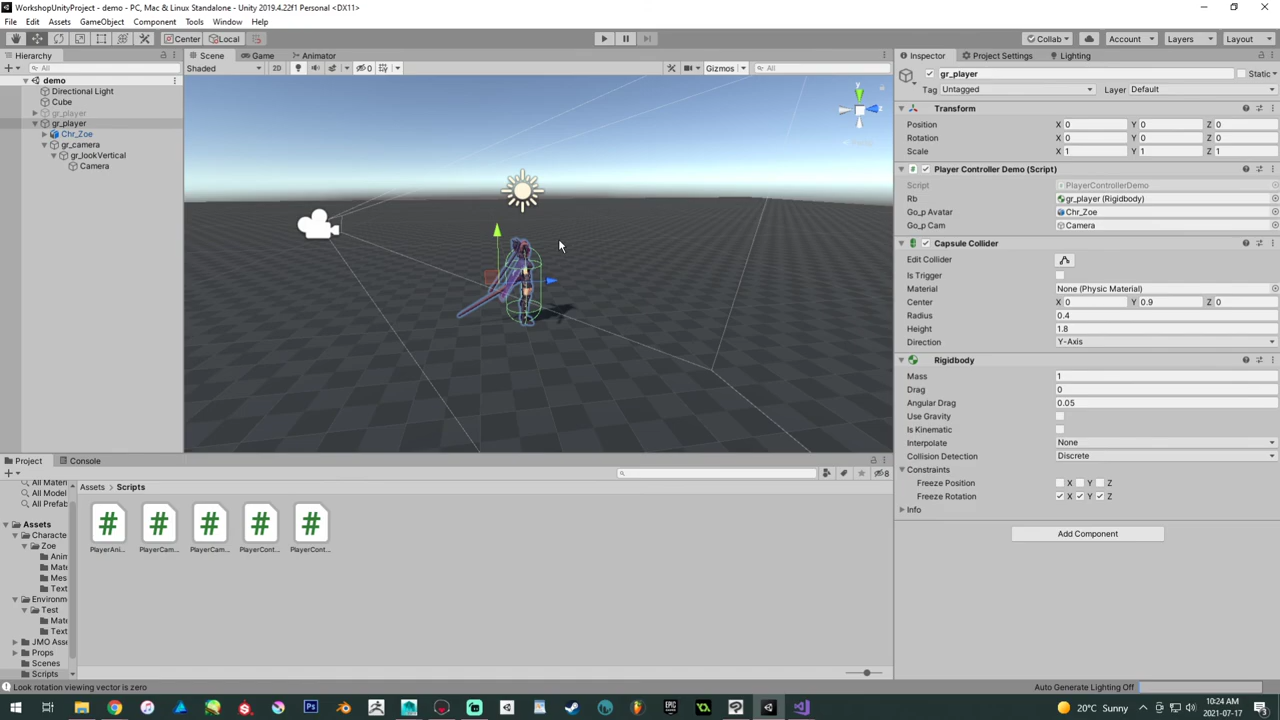 WorkshopUnityProject - demo - PC, Mac & Linux Standalone - Unity 2019.4.22f1 Personal <DX11>
File Edit Assets GameObject Component Tools Window Help
Center Local Collab Account Layers Layout
Hierarchy
All
demo
Directional Light
Cube
gr_player
gr_player
Chr_Zoe
gr_camera
gr_lookVertical
Camera
Scene Game Animator
Shaded 2D 0 Gizmos All
y
Inspector Project Settings Lighting
gr_player Static
Tag Untagged Layer Default
Transform
Position X 0 Y 0 Z 0
Rotation X 0 Y 0 Z 0
Scale X 1 Y 1 Z 1
Player Controller Demo (Script)
Script PlayerControllerDemo
Rb gr_player (Rigidbody)
Go_p Avatar Chr_Zoe
Go_p Cam Camera
Capsule Collider
Edit Collider
Is Trigger
Material None (Physic Material)
Center X 0 Y 0.9 Z 0
Radius 0.4
Height 1.8
Direction Y-Axis
Rigidbody
Mass 1
Drag 0
Angular Drag 0.05
Use Gravity
Is Kinematic
Interpolate None
Collision Detection Discrete
Constraints
Freeze Position X Y Z
Freeze Rotation X Y Z
Info
Add Component
Project Console
8
All Materi
All Model
All Prefab
Assets
Characte
Zoe
Anim
Mate
Mes
Text
Environm
Test
Mate
Text
JMO Asse
Props
Scenes
Scripts
Assets Scripts
PlayerAni... PlayerCam... PlayerCam... PlayerCont... PlayerCont...
Look rotation viewing vector is zero
Auto Generate Lighting Off
20°C Sunny
10:24 AM
2021-07-17
3